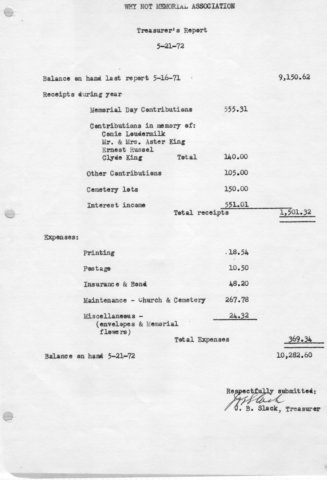 WHY NOT MEMORIAL ASSOCIATION
Treasurer's Report
5-21-72
Balance on hand last report 5-16-71 9,150.62
Receipts during year
Memorial Day Contributions 555.31
Contributions in memory of:
Conie Loudermilk
Mr. & Mrs. Aster King
Ernest Russel
Clyde King Total 140.00
Other Contributions 105.00
Cemetery lots 150.00
Interest income 551.01
Total receipts 1,501.32
Expenses:
Printing 18.54
Postage 10.50
Insurance & Bond 48.20
Maintenance - Church & Cemetery 267.78
Miscellaneous - 24.32
(envelopes & Memorial
flowers)
Total Expenses 369.34
Balance on hand 5-21-72 10,282.60
Respectfully submitted:
JB Slack
J. B. Slack, Treasurer